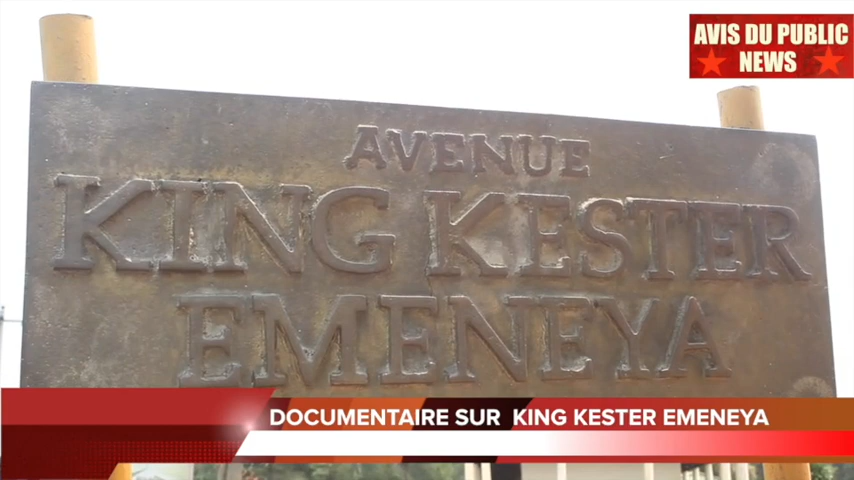 AVIS DU PUBLIC
NEWS
AVENUE
KING KESTER
EMENEYA
DOCUMENTAIRE SUR KING KESTER EMENEYA